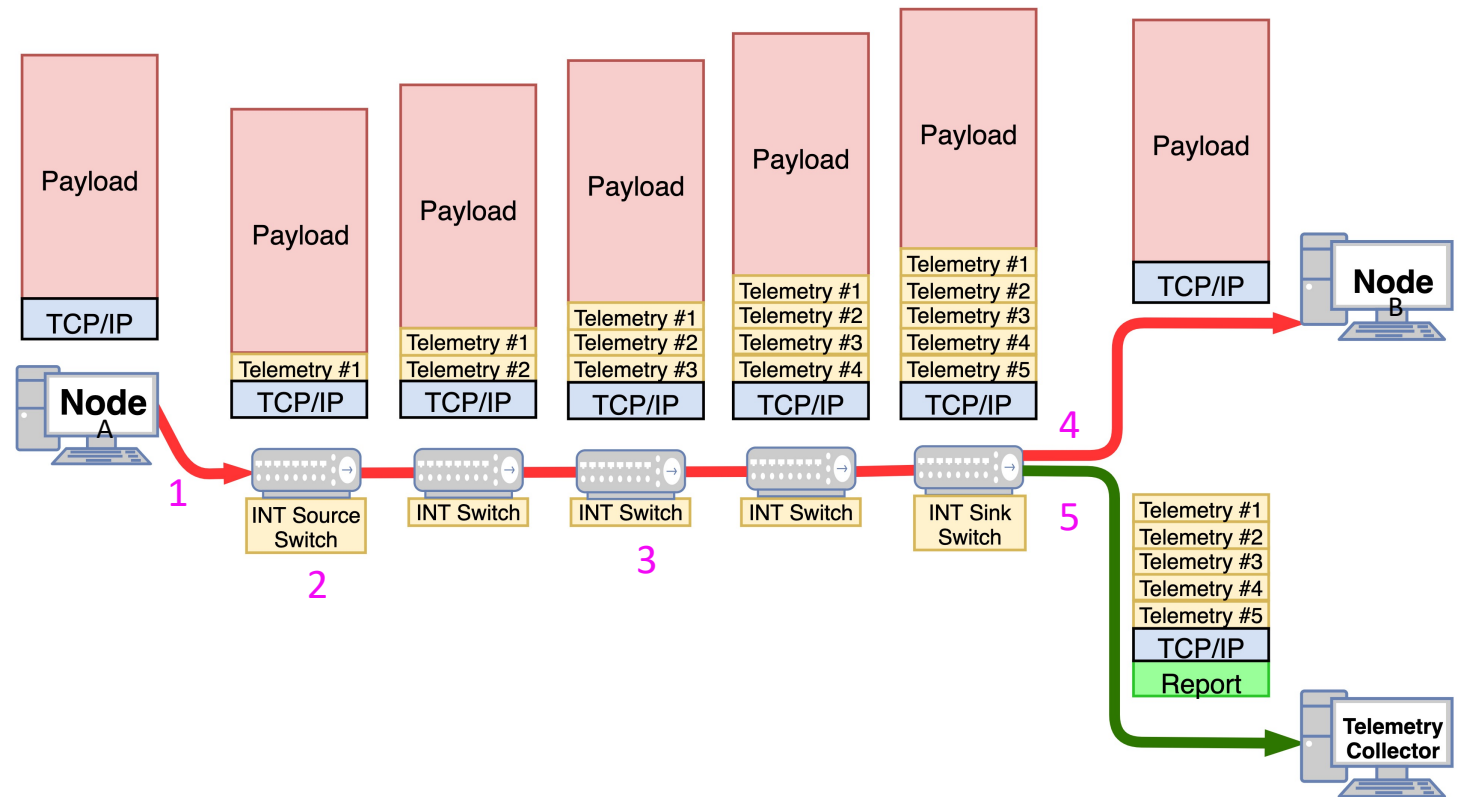 Payload
TCP/IP
Node
A
1
Payload
Telemetry #1
TCP/IP
INT Source
Switch
2
Payload
Telemetry #1
Telemetry #2
TCP/IP
INT Switch
Payload
Telemetry #1
Telemetry #2
Telemetry #3
TCP/IP
INT Switch
3
Payload
Telemetry #1
Telemetry #2
Telemetry #3
Telemetry #4
TCP/IP
INT Switch
Payload
Telemetry #1
Telemetry #2
Telemetry #3
Telemetry #4
Telemetry #5
TCP/IP
INT Sink
Switch
4
5
Payload
TCP/IP
Node
B
Telemetry #1
Telemetry #2
Telemetry #3
Telemetry #4
Telemetry #5
TCP/IP
Report
Telemetry
Collector